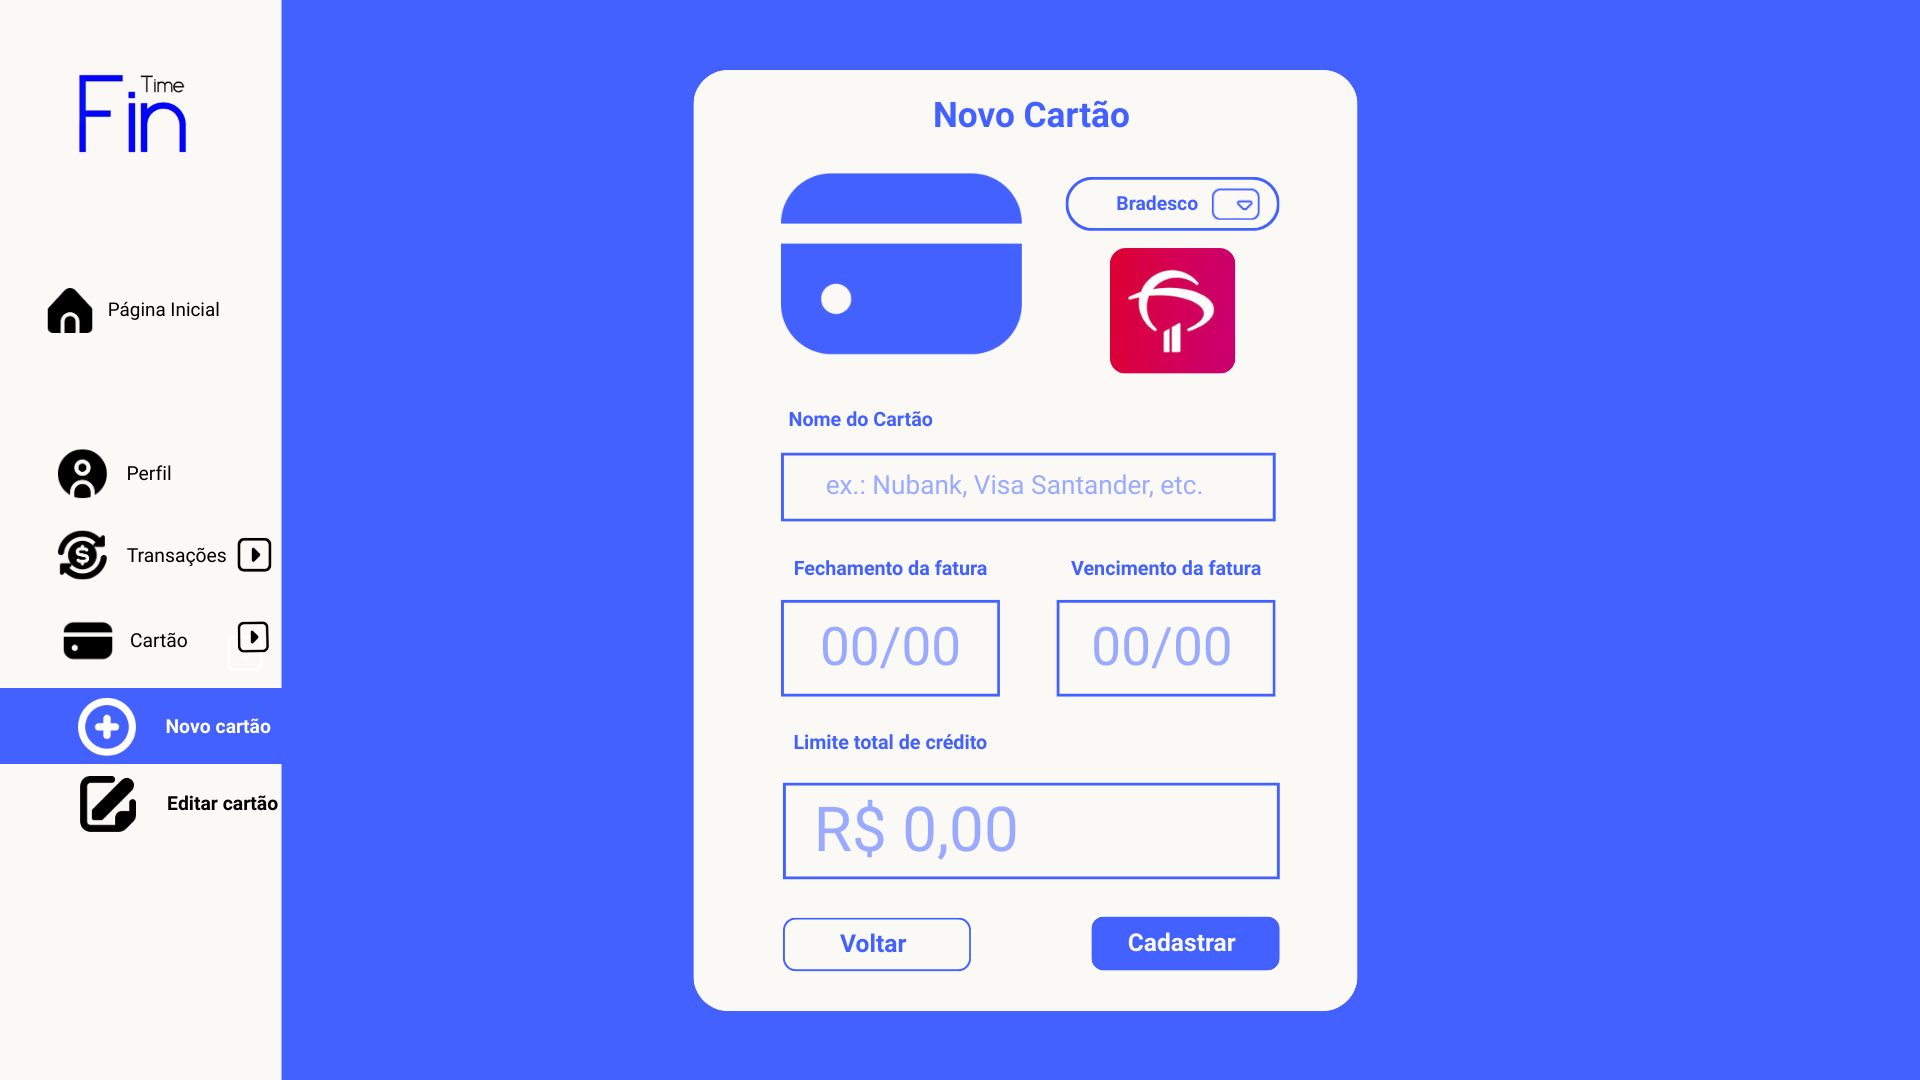 Time
Fin
Página Inicial
Perfil
Transações
Cartão
Novo cartão
Editar cartão
Novo Cartão
Bradesco
Nome do Cartão
ex.: Nubank, Visa Santander, etc.
Fechamento da fatura
Vencimento da fatura
00/00
00/00
Limite total de crédito
R$ 0,00
Voltar
Cadastrar